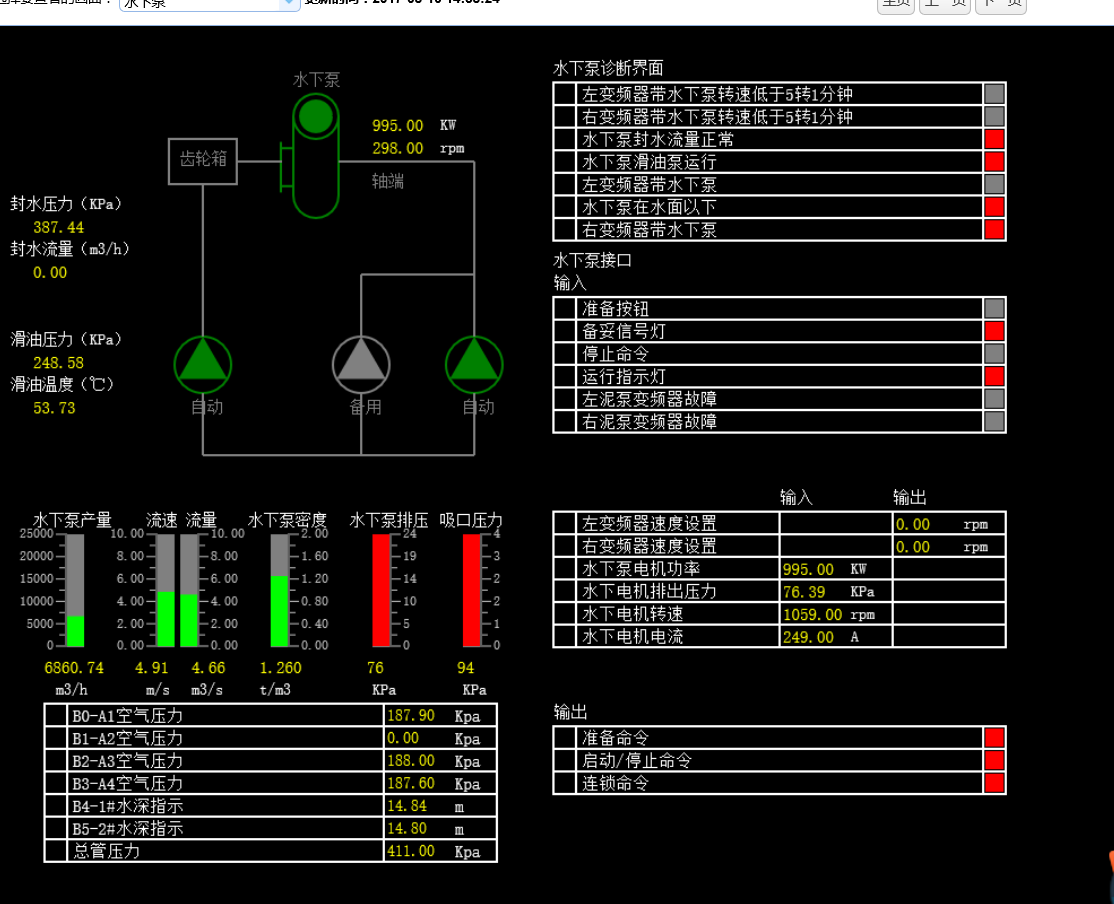 水下泵
995.00 KW
298.00 rpm
齿轮箱
轴端
封水压力（KPa）
387.44
封水流量（m3/h）
0.00
滑油压力（KPa）
248.58
滑油温度（℃）
53.73
自动
备用
自动
水下泵产量 流速 流量 水下泵密度 水下泵排压 吸口压力
25000 10.00 10.00 2.00 24 4
20000 8.00 8.00 1.60 19 3
15000 6.00 6.00 1.20 14 2
10000 4.00 4.00 0.80 10 2
5000 2.00 2.00 0.40 5 1
0 0.00 0.00 0.00 0 0
6860.74 4.91 4.66 1.260 76 94
m3/h m/s m3/s t/m3 KPa KPa
B0-A1空气压力 187.90 Kpa
B1-A2空气压力 0.00 Kpa
B2-A3空气压力 188.00 Kpa
B3-A4空气压力 187.60 Kpa
B4-1#水深指示 14.84 m
B5-2#水深指示 14.80 m
总管压力 411.00 Kpa
水下泵诊断界面
左变频器带水下泵转速低于5转1分钟
右变频器带水下泵转速低于5转1分钟
水下泵封水流量正常
水下泵滑油泵运行
左变频器带水下泵
水下泵在水面以下
右变频器带水下泵
水下泵接口
输入
准备按钮
备妥信号灯
停止命令
运行指示灯
左泥泵变频器故障
右泥泵变频器故障
输入 输出
左变频器速度设置 0.00 rpm
右变频器速度设置 0.00 rpm
水下泵电机功率 995.00 KW
水下电机排出压力 76.39 KPa
水下电机转速 1059.00 rpm
水下电机电流 249.00 A
输出
准备命令
启动/停止命令
连锁命令